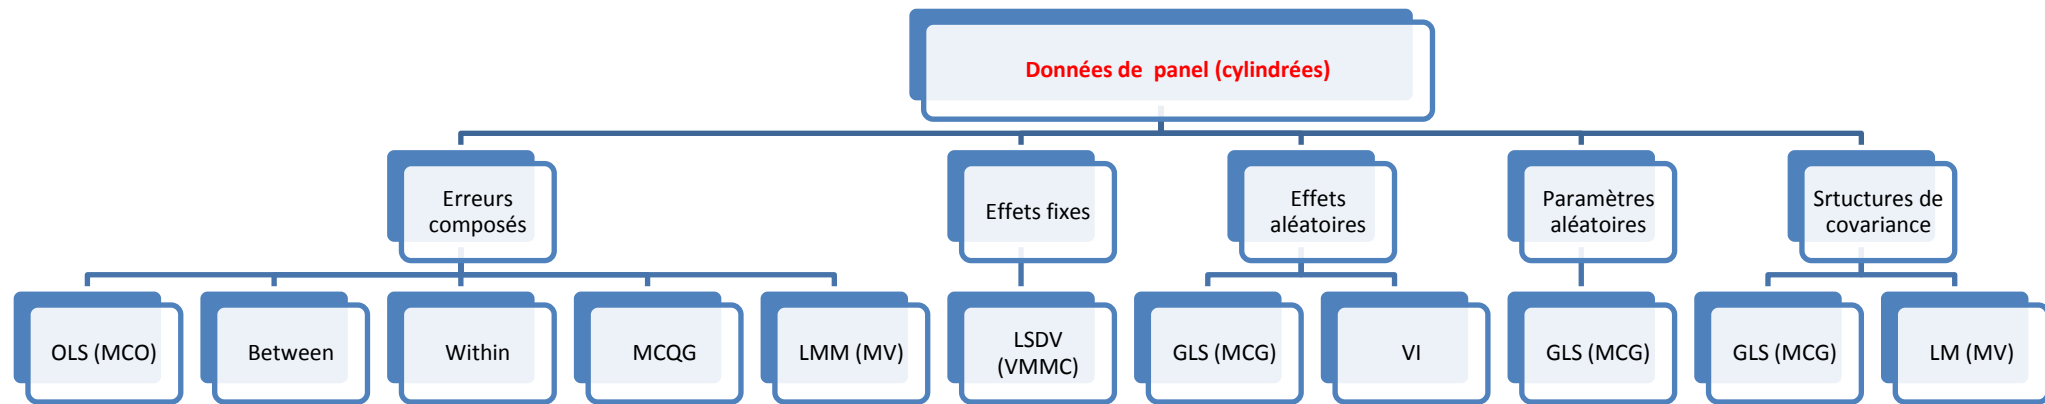 Données de  panel (cylindrées)
Erreurs
composés
Effets fixes
Effets
aléatoires
Paramètres
aléatoires
Srtuctures de
covariance
OLS (MCO)
Between
Within
MCQG
LMM (MV)
LSDV
(VMMC)
GLS (MCG)
VI
GLS (MCG)
GLS (MCG)
LM (MV)